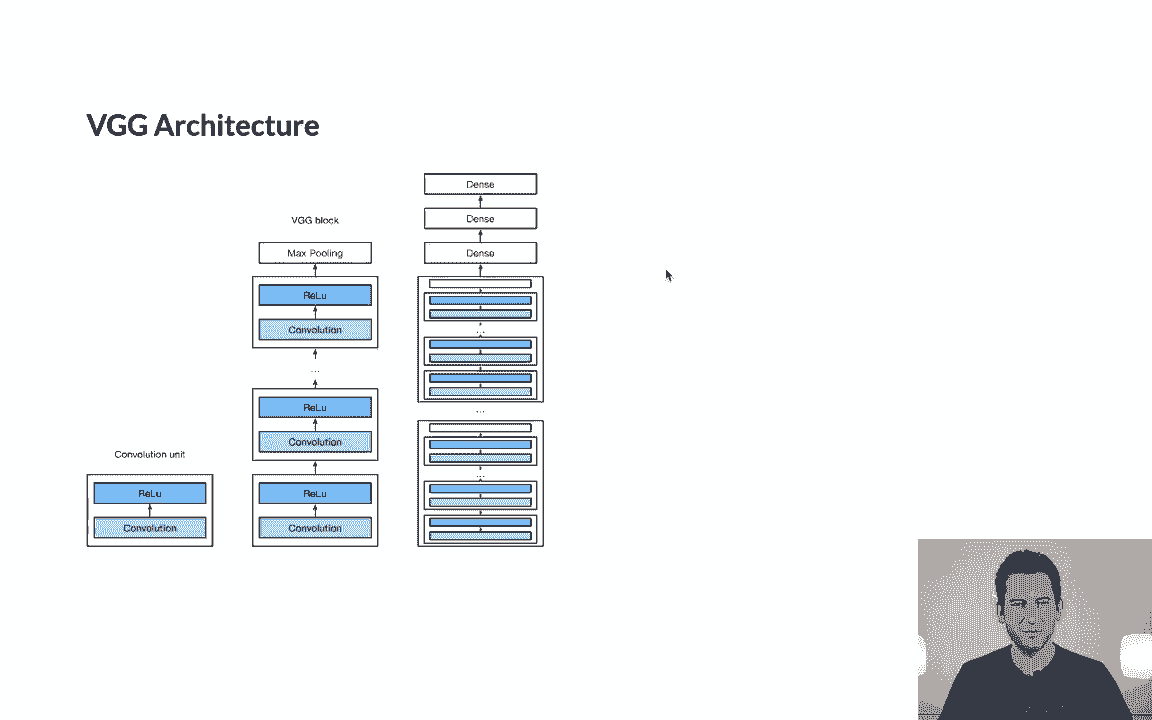 VGG Architecture
Convolution unit
ReLu
Convolution
VGG block
Max Pooling
ReLu
Convolution
...
ReLu
Convolution
ReLu
Convolution
Dense
Dense
Dense
...
...
...